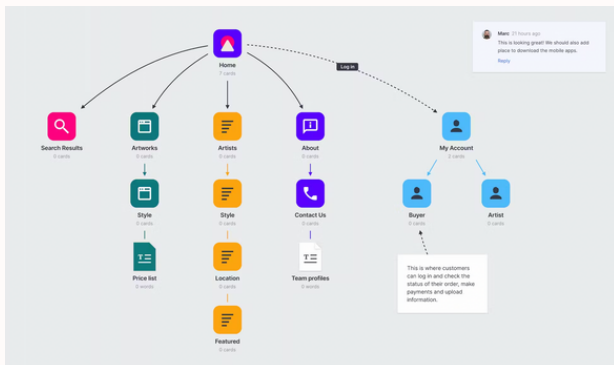 Marc 21 hours ago
This is looking great! We should also add
place to download the mobile apps.
Reply
Home
7 cards
Log in
Search Results
0 cards
Artworks
0 cards
Artists
0 cards
About
0 cards
My Account
2 cards
Style
0 cards
Style
0 cards
Contact Us
0 cards
Buyer
0 cards
Artist
0 cards
Price list
0 words
Location
0 cards
Team profiles
0 words
This is where customers
can log in and check the
status of their order, make
payments and upload
information.
Featured
0 cards